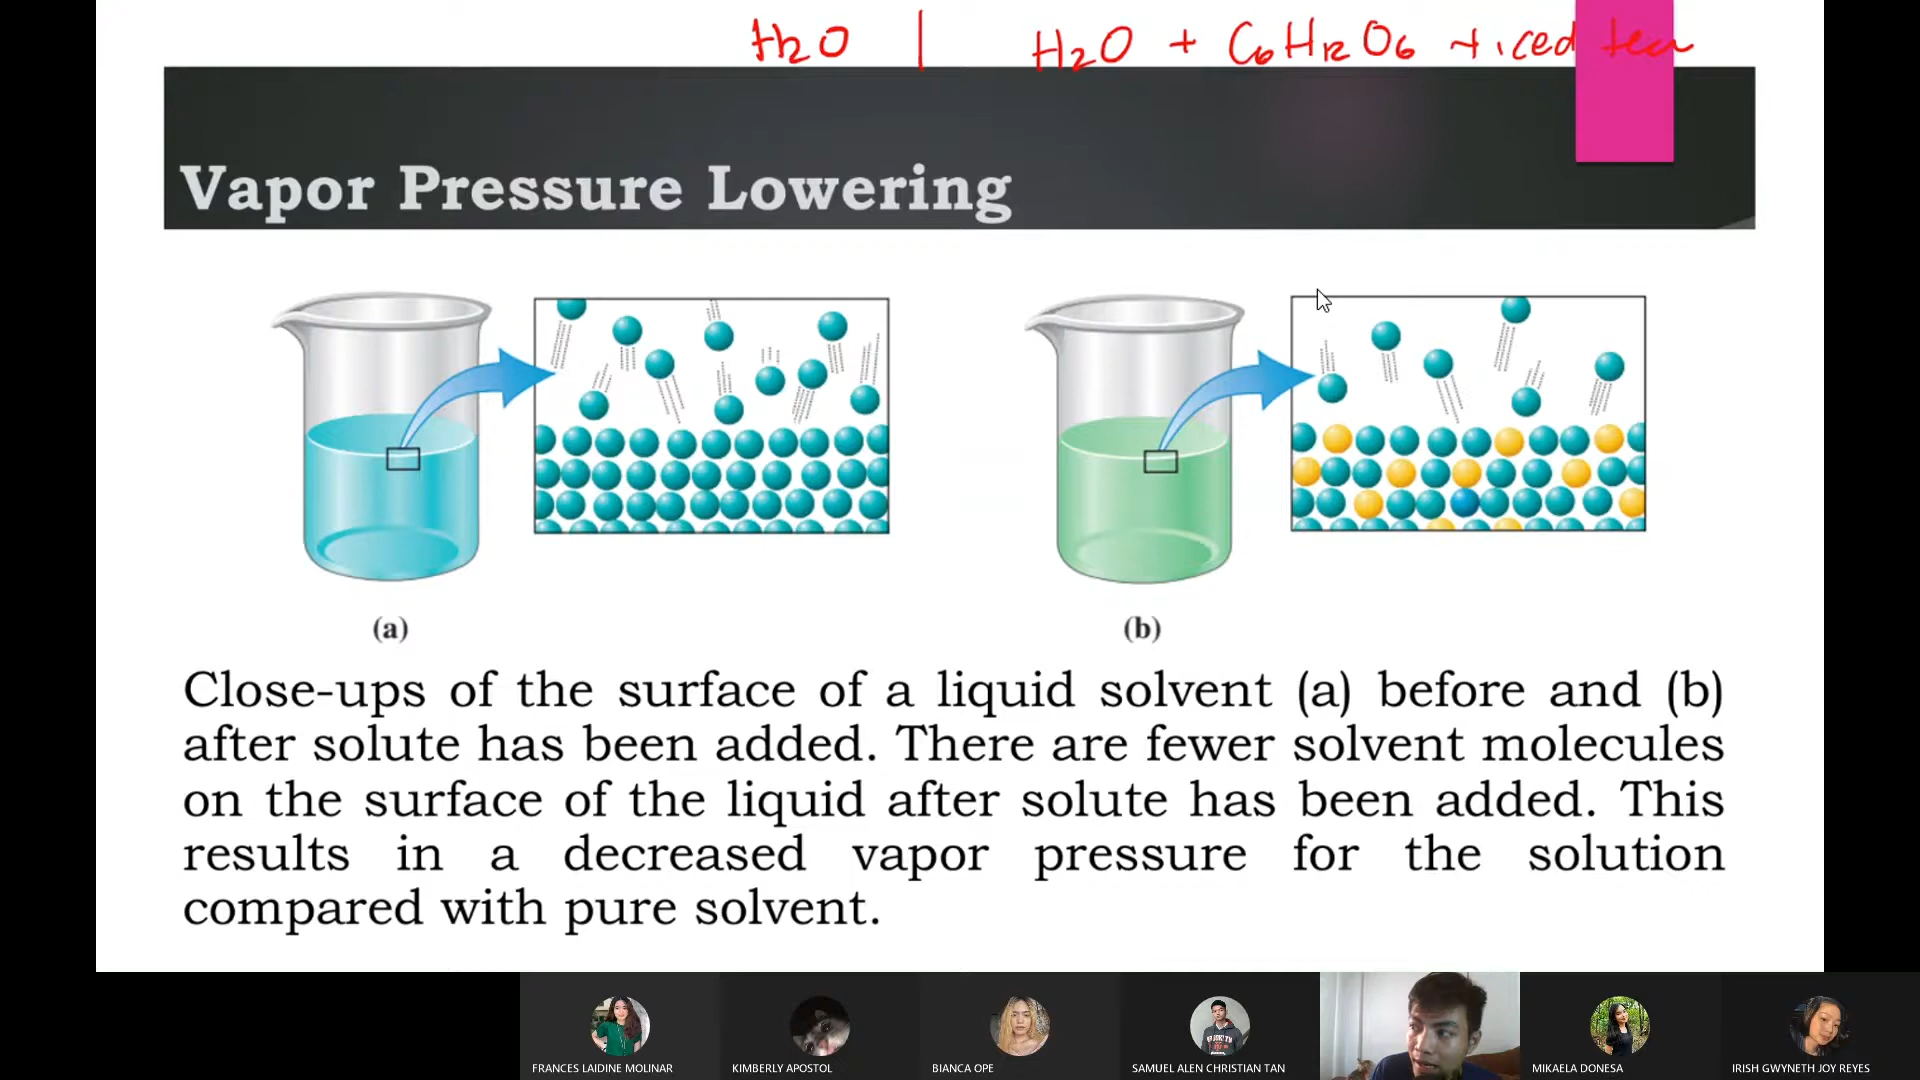 H2O | H2O + C6H12O6 + iced tea
Vapor Pressure Lowering
(a)
(b)
Close-ups of the surface of a liquid solvent (a) before and (b)
after solute has been added. There are fewer solvent molecules
on the surface of the liquid after solute has been added. This
results in a decreased vapor pressure for the solution
compared with pure solvent.
FRANCES LAIDINE MOLINAR
KIMBERLY APOSTOL
BIANCA OPE
SAMUEL ALEN CHRISTIAN TAN
MIKAELA DONESA
IRISH GWYNETH JOY REYES